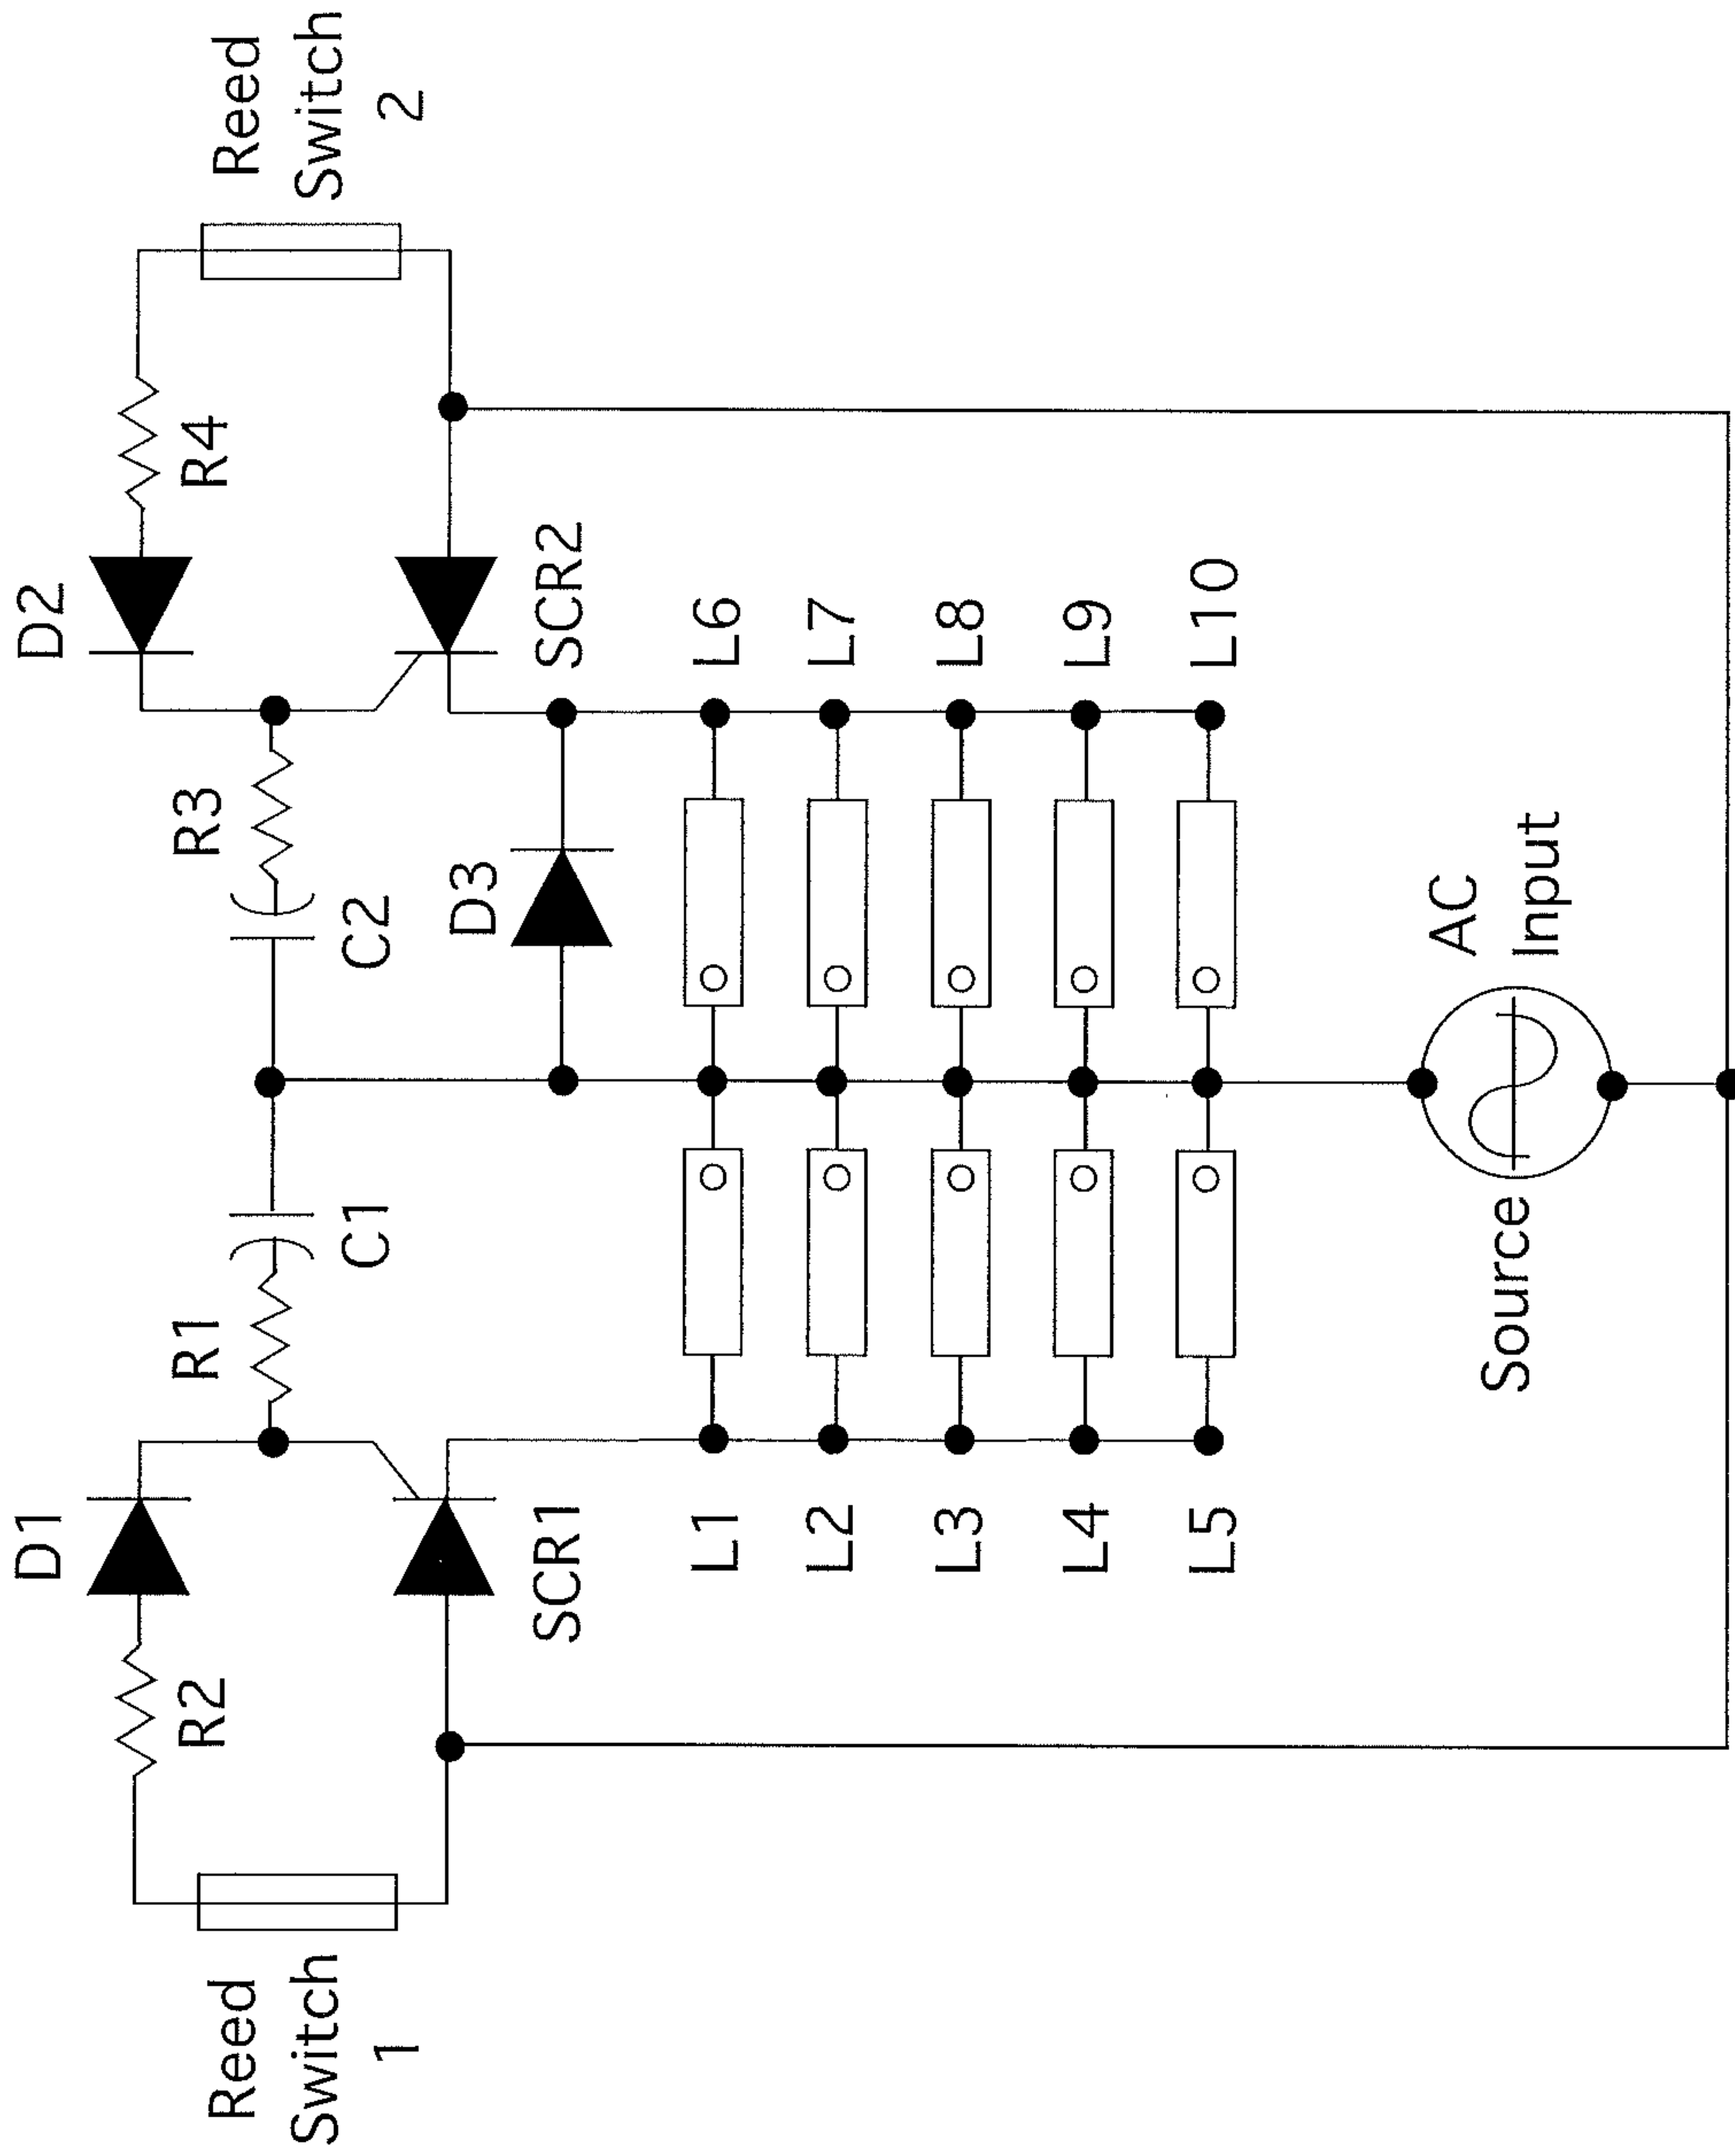 D1
D2
Reed
Switch
1
R2
R1
R3
R4
Reed
Switch
2
C1
C2
D3
SCR1
SCR2
L1
L6
L2
L7
L3
L8
L4
L9
L5
L10
Source
AC
Input